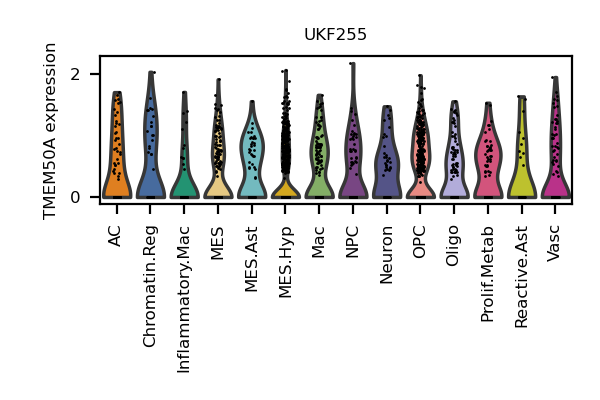 UKF255
TMEM50A expression
2
0
AC
Chromatin.Reg
Inflammatory.Mac
MES
MES.Ast
MES.Hyp
Mac
NPC
Neuron
OPC
Oligo
Prolif.Metab
Reactive.Ast
Vasc